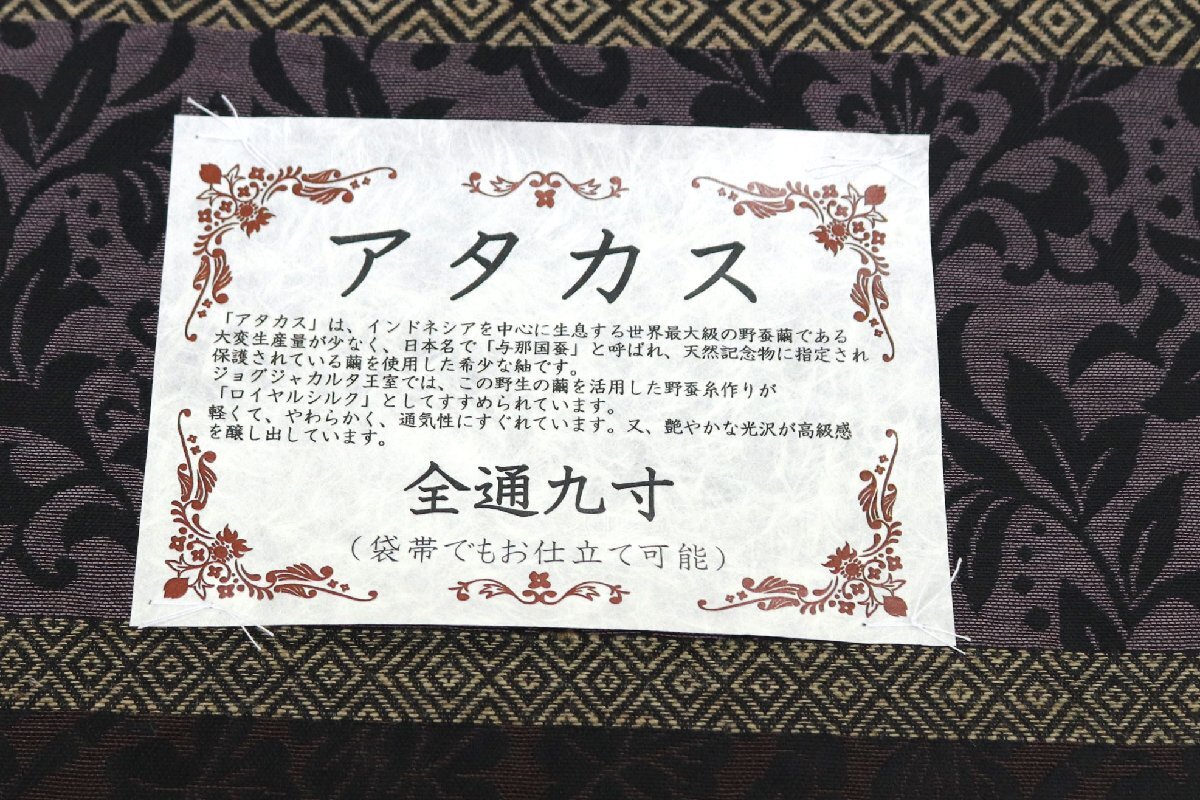 アタカス
「アタカス」は、インドネシアを中心に生息する世界最大級の野蚕繭である
大変生産量が少なく、日本名で「与那国蚕」と呼ばれ、天然記念物に指定され
保護されている繭を使用した希少な紬です。
ジョグジャカルタ王室では、この野生の繭を活用した野蚕糸作りが
「ロイヤルシルク」としてすすめられています。
軽くて、やわらかく、通気性にすぐれています。又、艶やかな光沢が高級感
を醸し出しています。
全通九寸
（袋帯でもお仕立て可能）